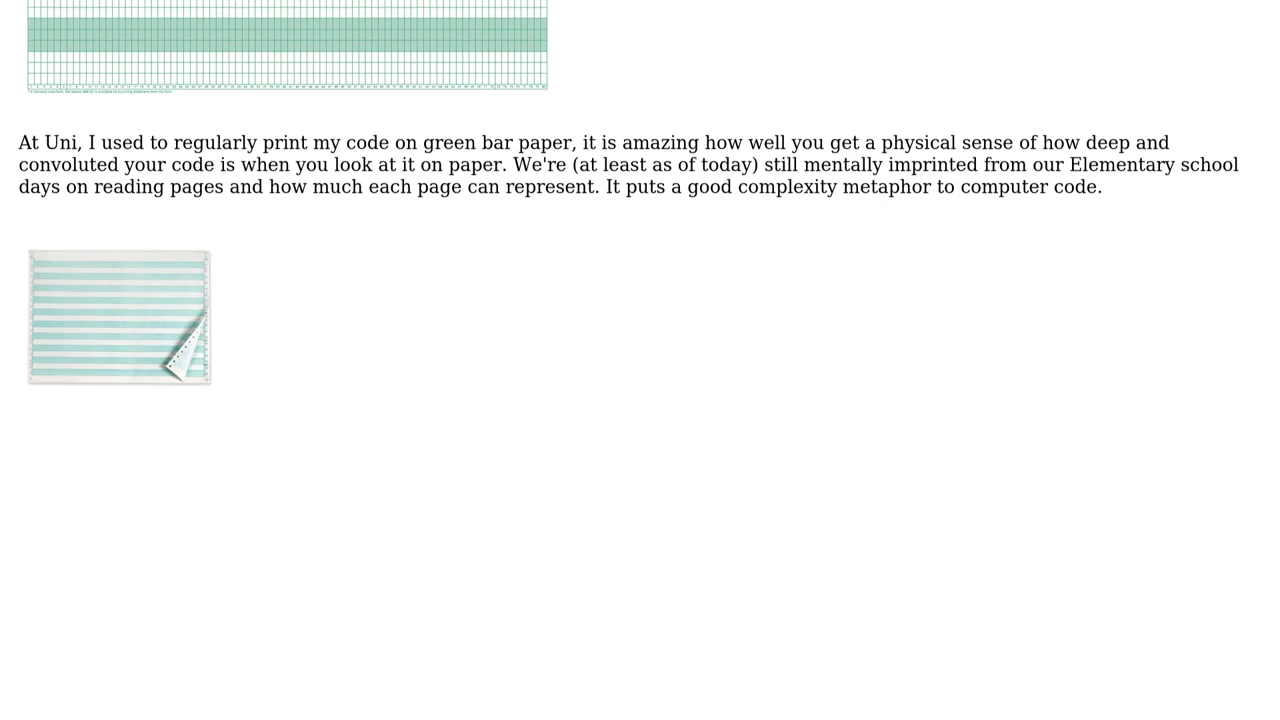 At Uni, I used to regularly print my code on green bar paper, it is amazing how well you get a physical sense of how deep and
convoluted your code is when you look at it on paper. We're (at least as of today) still mentally imprinted from our Elementary school
days on reading pages and how much each page can represent. It puts a good complexity metaphor to computer code.